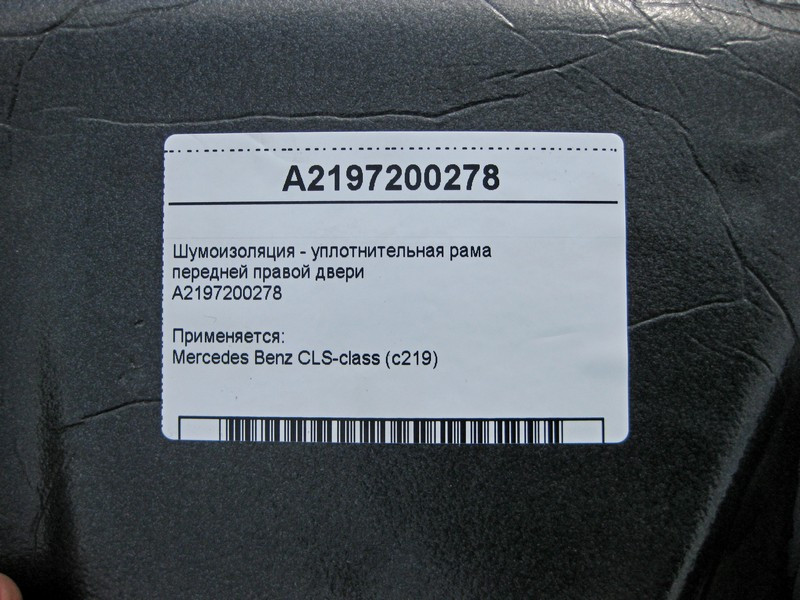 A2197200278
Шумоизоляция - уплотнительная рама
передней правой двери
A2197200278
Применяется:
Mercedes Benz CLS-class (c219)